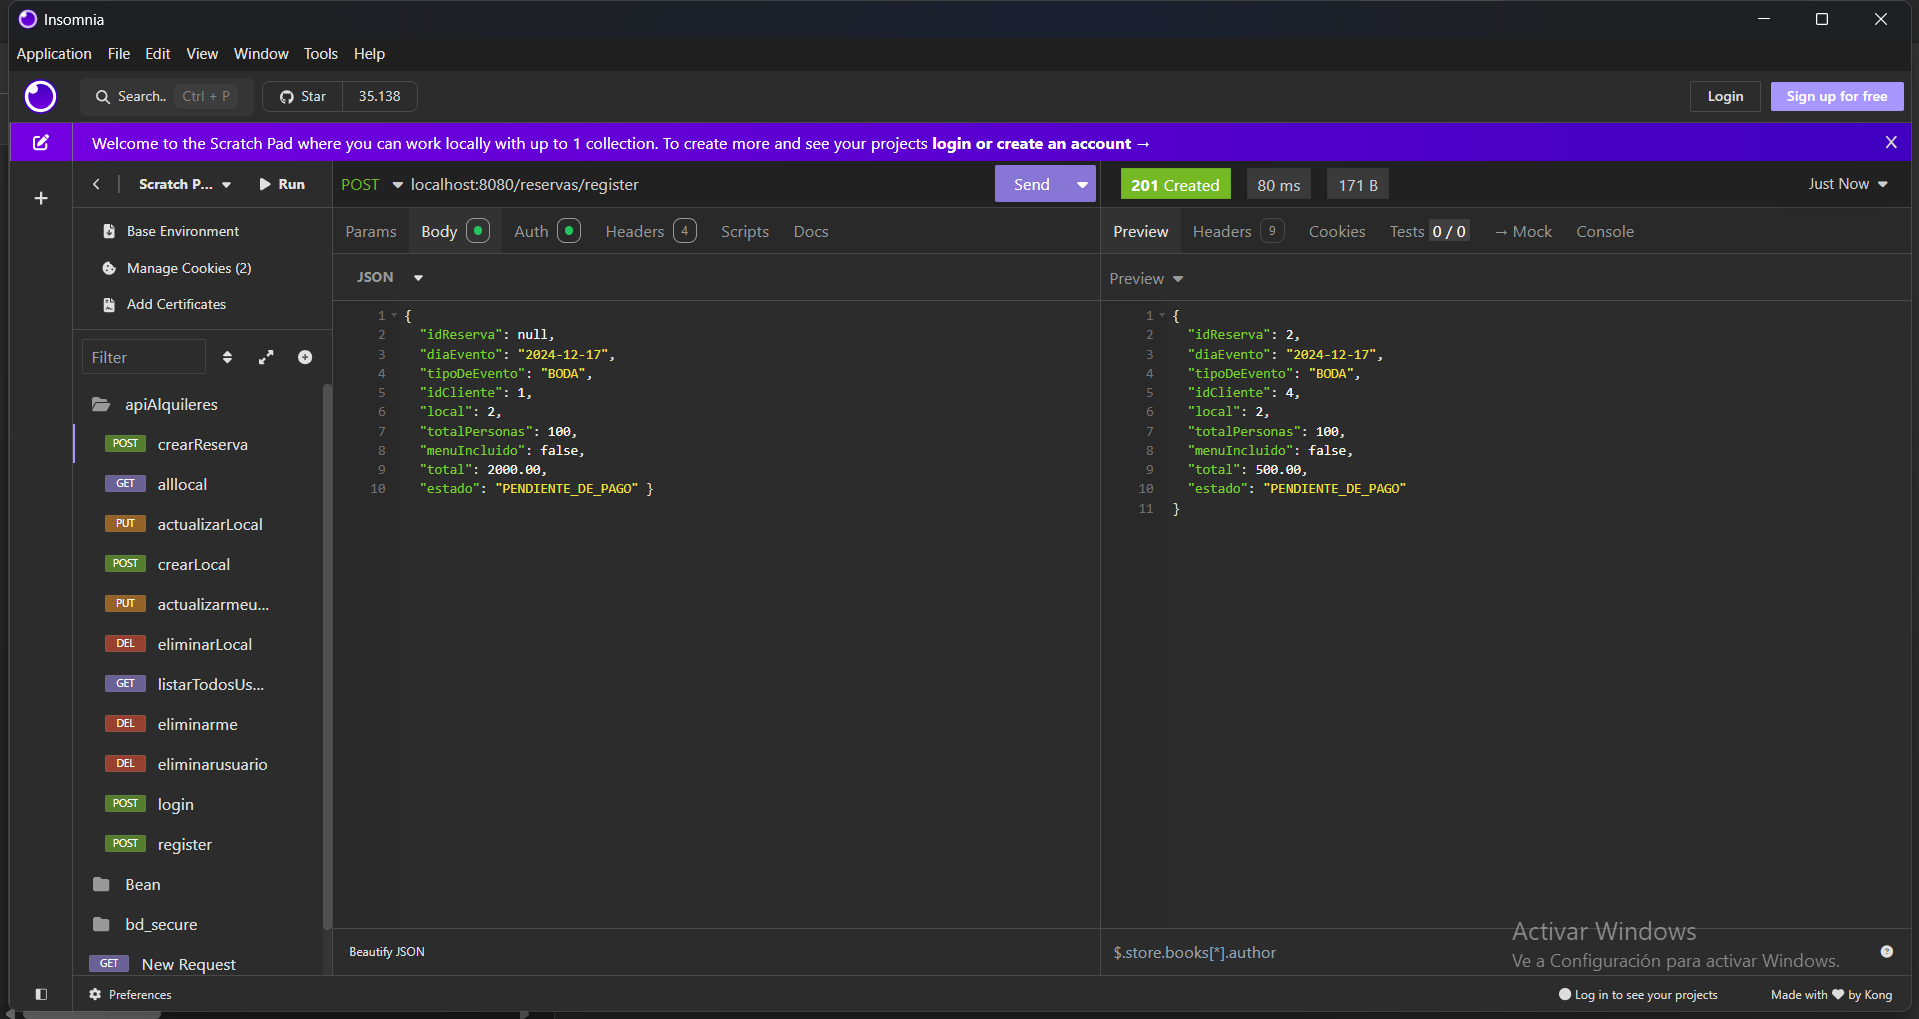 Insomnia
Application File Edit View Window Tools Help
Search.. Ctrl + P Star 35.138 Login Sign up for free
Welcome to the Scratch Pad where you can work locally with up to 1 collection. To create more and see your projects login or create an account →
Scratch P... Run
POST localhost:8080/reservas/register Send
201 Created 80 ms 171 B Just Now
Base Environment
Manage Cookies (2)
Add Certificates
Filter
apiAlquileres
POST crearReserva
GET alllocal
PUT actualizarLocal
POST crearLocal
PUT actualizarmeu...
DEL eliminarLocal
GET listarTodosUs...
DEL eliminarme
DEL eliminarusuario
POST login
POST register
Bean
bd_secure
GET New Request
Params Body Auth Headers 4 Scripts Docs
JSON
1 {
2 "idReserva": null,
3 "diaEvento": "2024-12-17",
4 "tipoDeEvento": "BODA",
5 "idCliente": 1,
6 "local": 2,
7 "totalPersonas": 100,
8 "menuIncluido": false,
9 "total": 2000.00,
10 "estado": "PENDIENTE_DE_PAGO" }
Beautify JSON
Preview Headers 9 Cookies Tests 0 / 0 → Mock Console
Preview
1 {
2 "idReserva": 2,
3 "diaEvento": "2024-12-17",
4 "tipoDeEvento": "BODA",
5 "idCliente": 4,
6 "local": 2,
7 "totalPersonas": 100,
8 "menuIncluido": false,
9 "total": 500.00,
10 "estado": "PENDIENTE_DE_PAGO"
11 }
$.store.books[*].author
Activar Windows
Ve a Configuración para activar Windows.
Preferences
Log in to see your projects
Made with ♥ by Kong